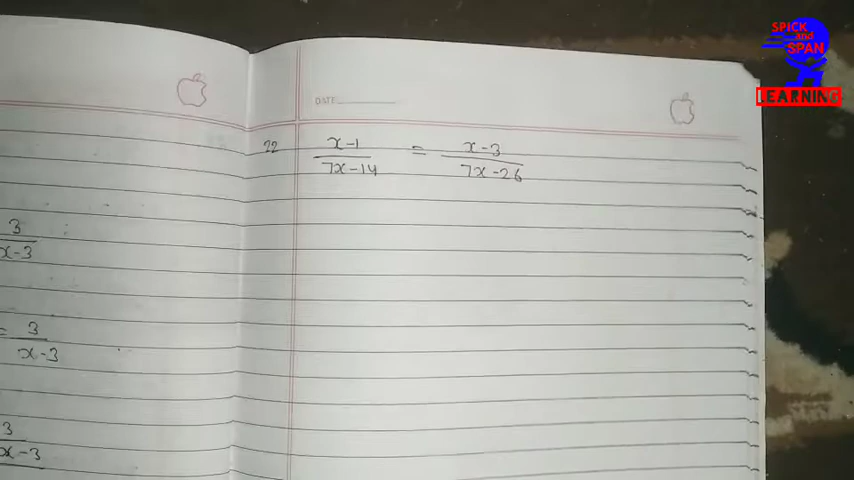 SPICK
and
SPAN
LEARNING
DATE
22 x-1 / 7x-14 = x-3 / 7x-26
3
x-3
= 3
x-3
3
x-3